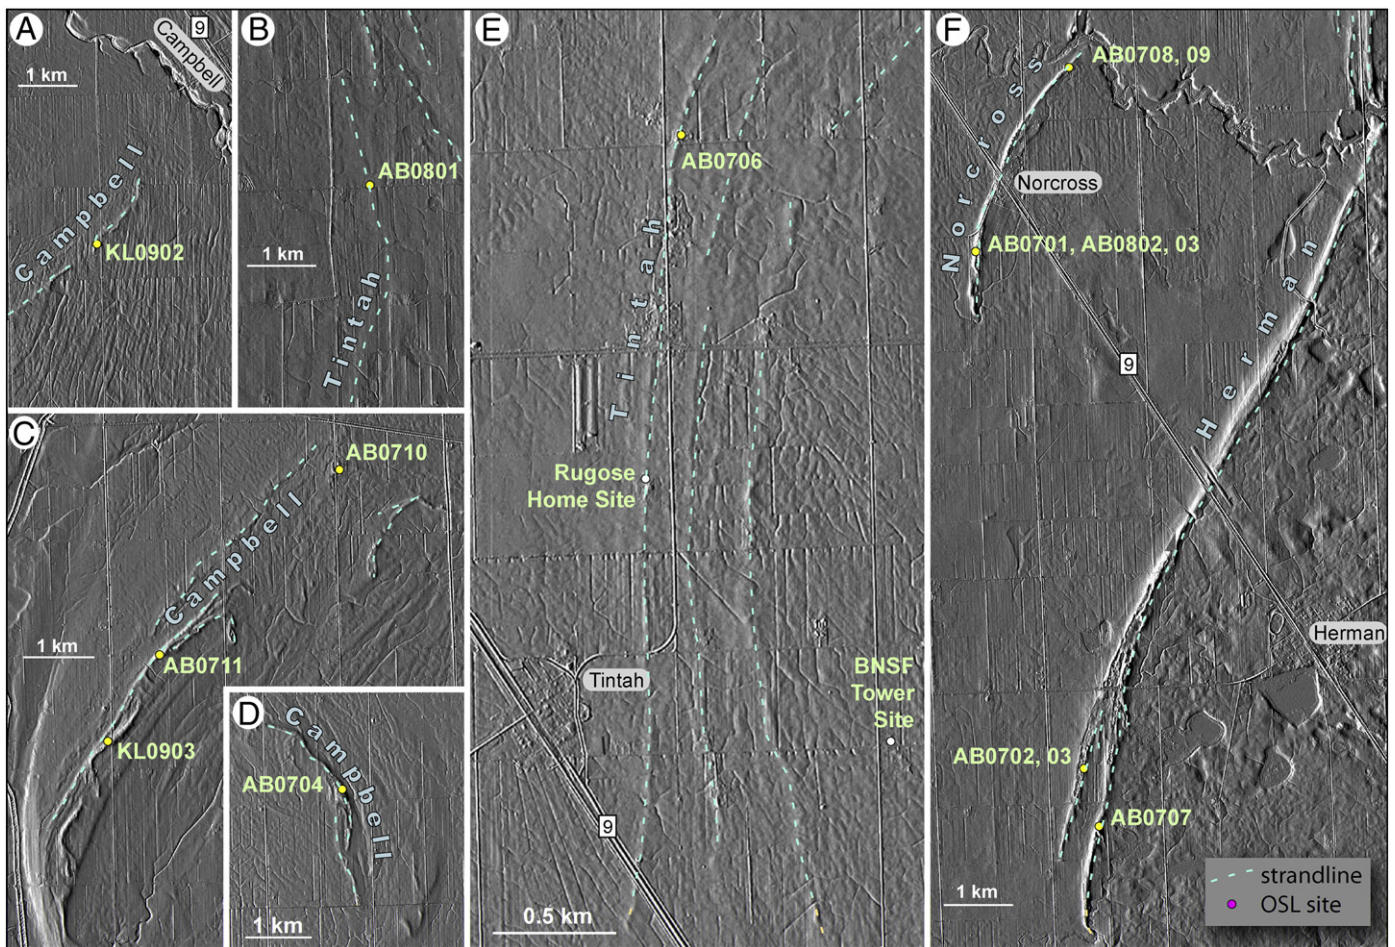 A
9
Campbell
1 km
Campbell
KL0902
B
AB0801
1 km
Tintah
C
AB0710
Campbell
1 km
AB0711
KL0903
D
Campbell
AB0704
1 km
E
AB0706
Tintah
Rugose
Home Site
Tintah
BNSF
Tower
Site
9
0.5 km
F
AB0708, 09
Norcross
Norcross
AB0701, AB0802, 03
Herman
9
Herman
AB0702, 03
AB0707
1 km
strandline
OSL site